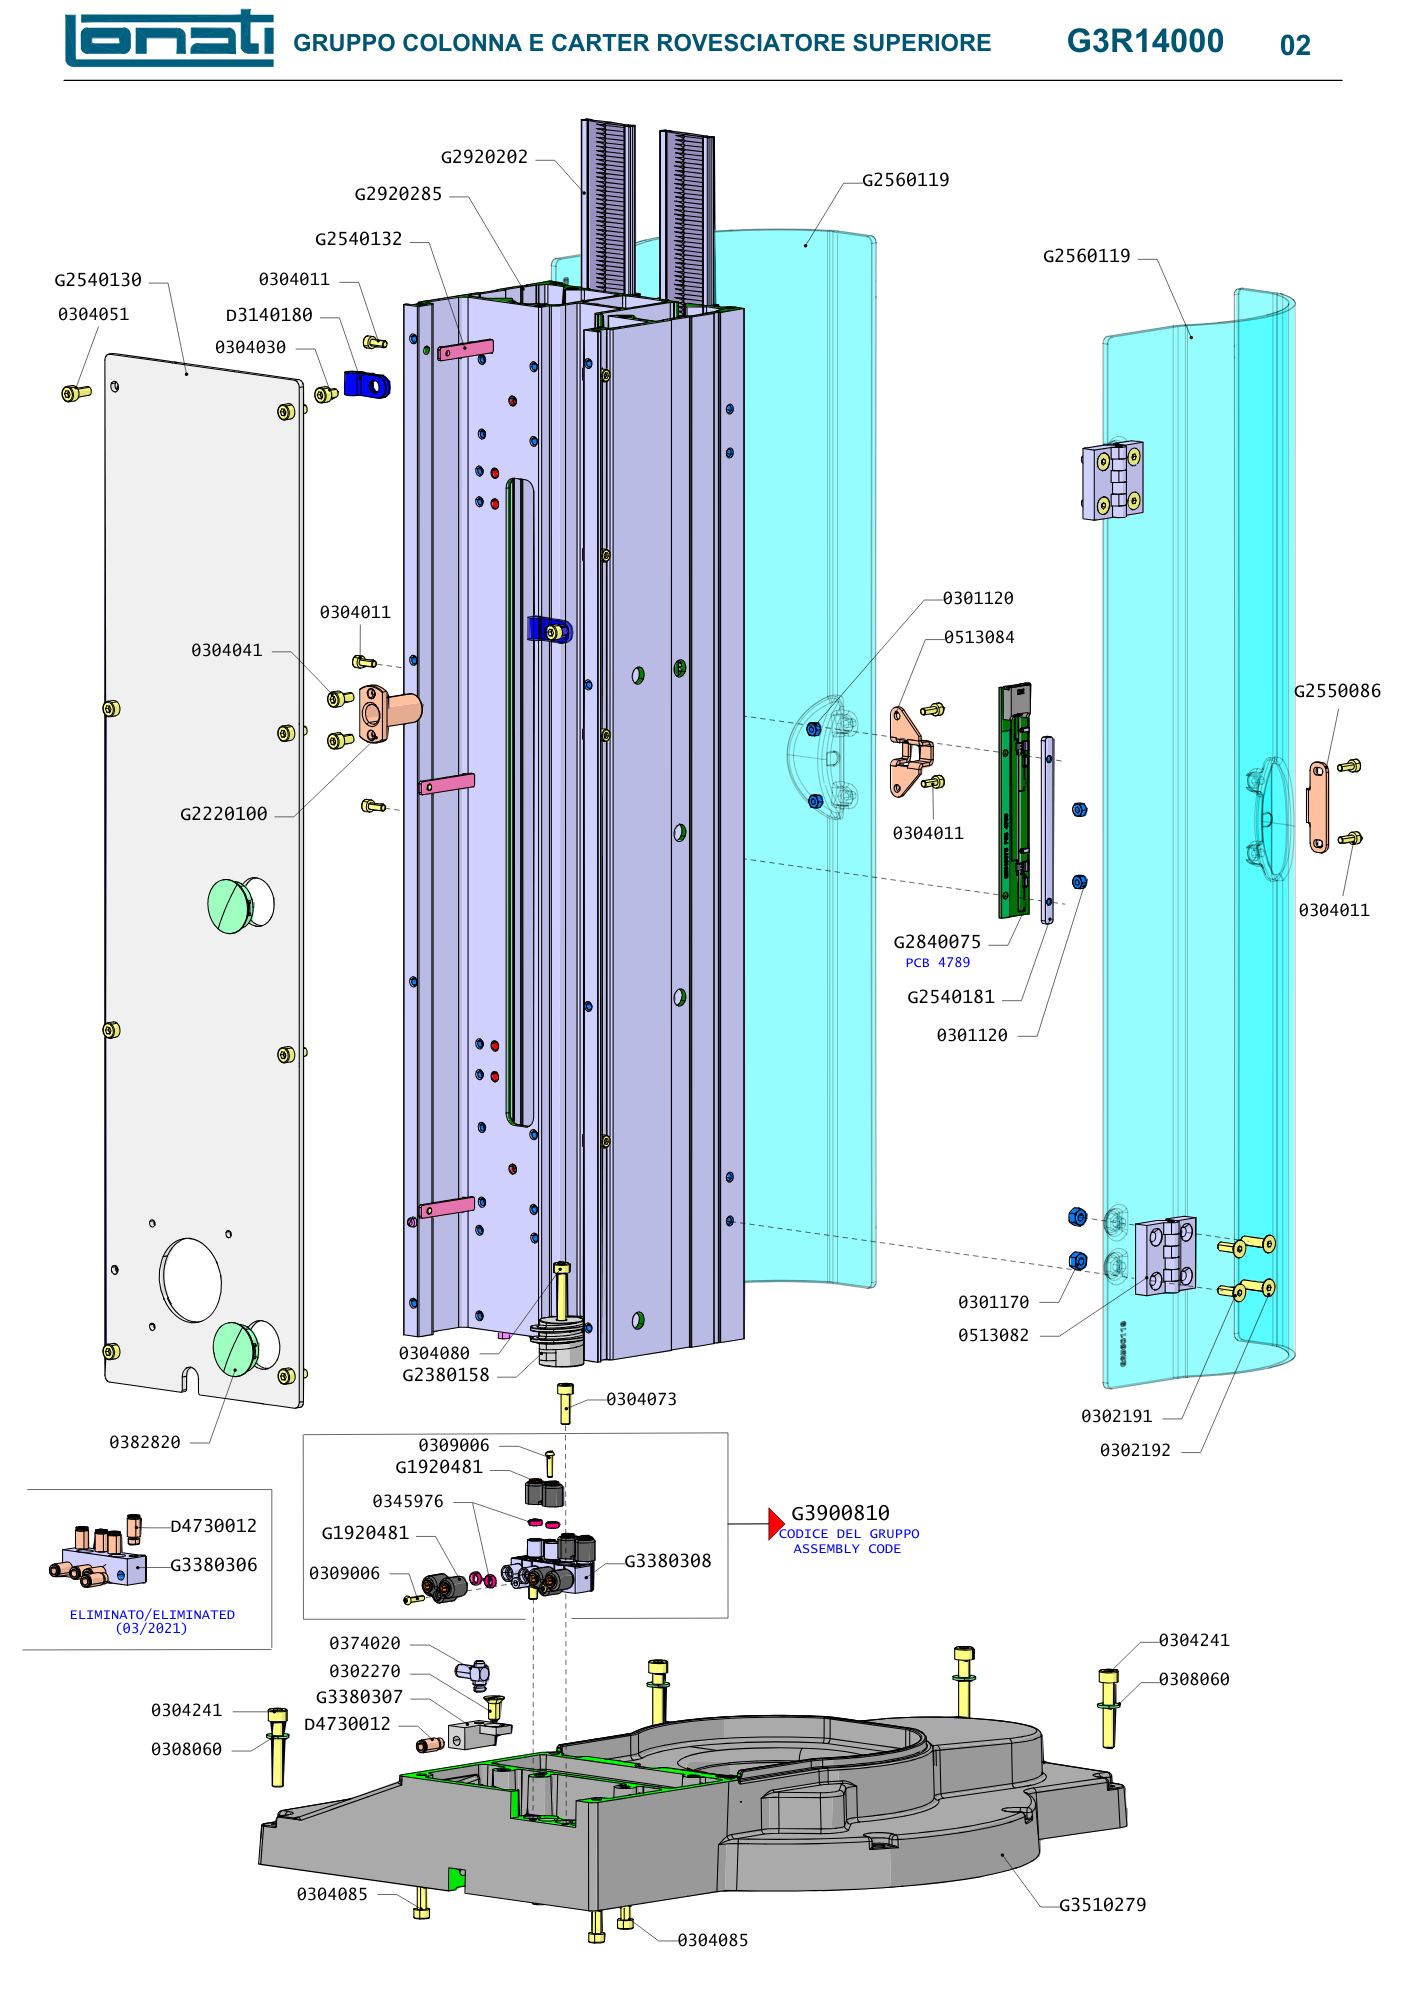 Lonati
GRUPPO COLONNA E CARTER ROVESCIATORE SUPERIORE
G3R14000
02
G2920202
G2560119
G2920285
G2540132
G2560119
G2540130
0304011
0304051
D3140180
0304030
0301120
0304011
0513084
0304041
G2550086
G2220100
0304011
0304011
G2840075
PCB 4789
G2540181
0301120
0301170
0513082
0304080
G2380158
0304073
0302191
0382820
0302192
0309006
G1920481
0345976
G3900810
CODICE DEL GRUPPO
ASSEMBLY CODE
G1920481
D4730012
G3380306
G3380308
0309006
ELIMINATO/ELIMINATED
(03/2021)
0374020
0304241
0302270
0308060
G3380307
0304241
D4730012
0308060
0304085
G3510279
0304085